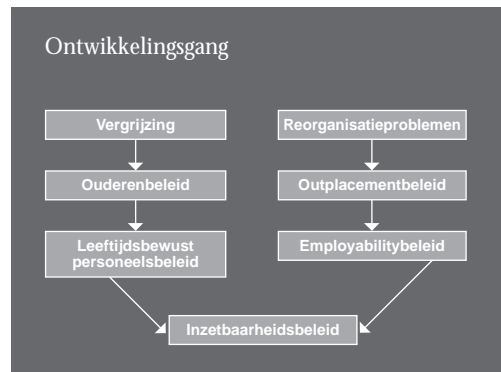 Ontwikkelingsgang
Vergrijzing
Reorganisatieproblemen
Ouderenbeleid
Outplacementbeleid
Leeftijdsbewust
personeelsbeleid
Employabilitybeleid
Inzetbaarheidsbeleid